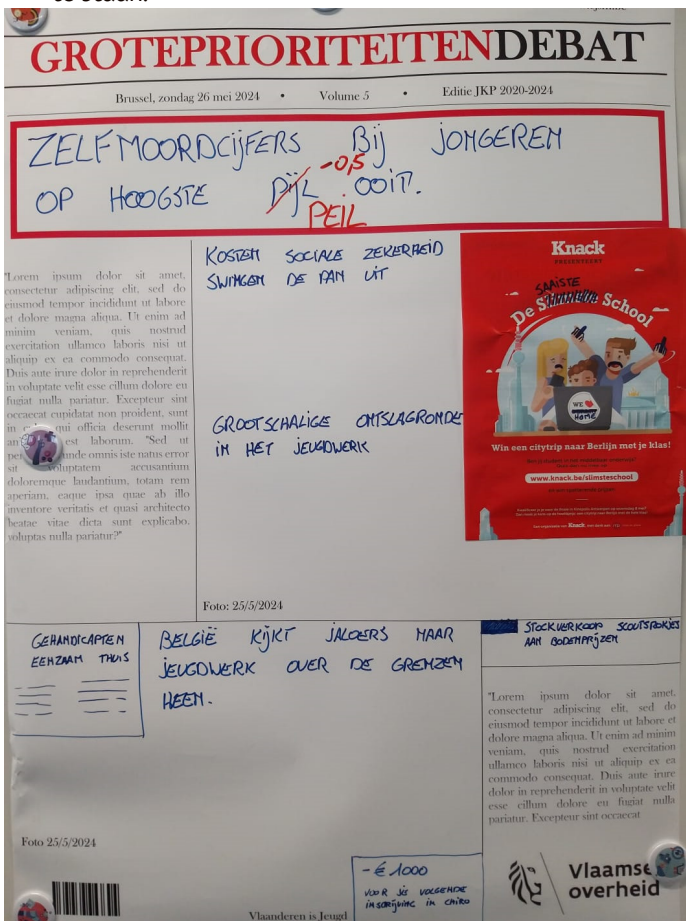 te staan.
GROTEPRIORITEITENDEBAT
Brussel, zondag 26 mei 2024 • Volume 5 • Editie JKP 2020-2024
ZELFMOORDCIJFERS BIJ JONGEREN
-0,5
OP HOOGSTE PIJL OOIT.
PEIL
"Lorem ipsum dolor sit amet,
consectetur adipiscing elit, sed do
eiusmod tempor incididunt ut labore
et dolore magna aliqua. Ut enim ad
minim veniam, quis nostrud
exercitation ullamco laboris nisi ut
aliquip ex ea commodo consequat.
Duis aute irure dolor in reprehenderit
in voluptate velit esse cillum dolore eu
fugiat nulla pariatur. Excepteur sint
occaecat cupidatat non proident, sunt
in qui officia deserunt mollit
an est laborum. "Sed ut
per unde omnis iste natus error
sit voluptatem accusantium
doloremque laudantium, totam rem
aperiam, eaque ipsa quae ab illo
inventore veritatis et quasi architecto
beatae vitae dicta sunt explicabo.
voluptas nulla pariatur?"
KOSTEN SOCIALE ZEKERHEID
SWINGEN DE PAN UIT
GROOTSCHALIGE ONTSLAGRONDE
IN HET JEUGDWERK
Foto: 25/5/2024
Knack
PRESENTEERT
SAAISTE
De Slimste School
WE
HOME
Win een citytrip naar Berlijn met je klas!
www.knack.be/slimsteschool
GEHANDICAPTEN
EENZAAM THUIS
BELGIË KIJKT JALOERS NAAR
JEUGDWERK OVER DE GRENZEN
HEEN.
Foto 25/5/2024
STOCKVERKOOP SCOUTSROKJES
AAN BODEMPRIJZEN
"Lorem ipsum dolor sit amet,
consectetur adipiscing elit, sed do
eiusmod tempor incididunt ut labore et
dolore magna aliqua. Ut enim ad minim
veniam, quis nostrud exercitation
ullamco laboris nisi ut aliquip ex ea
commodo consequat. Duis aute irure
dolor in reprehenderit in voluptate velit
esse cillum dolore eu fugiat nulla
pariatur. Excepteur sint occaecat
- € 1000
VOOR JE VOLGENDE
INSCHRIJVING IN CHIRO
Vlaanderen is Jeugd
Vlaamse
overheid